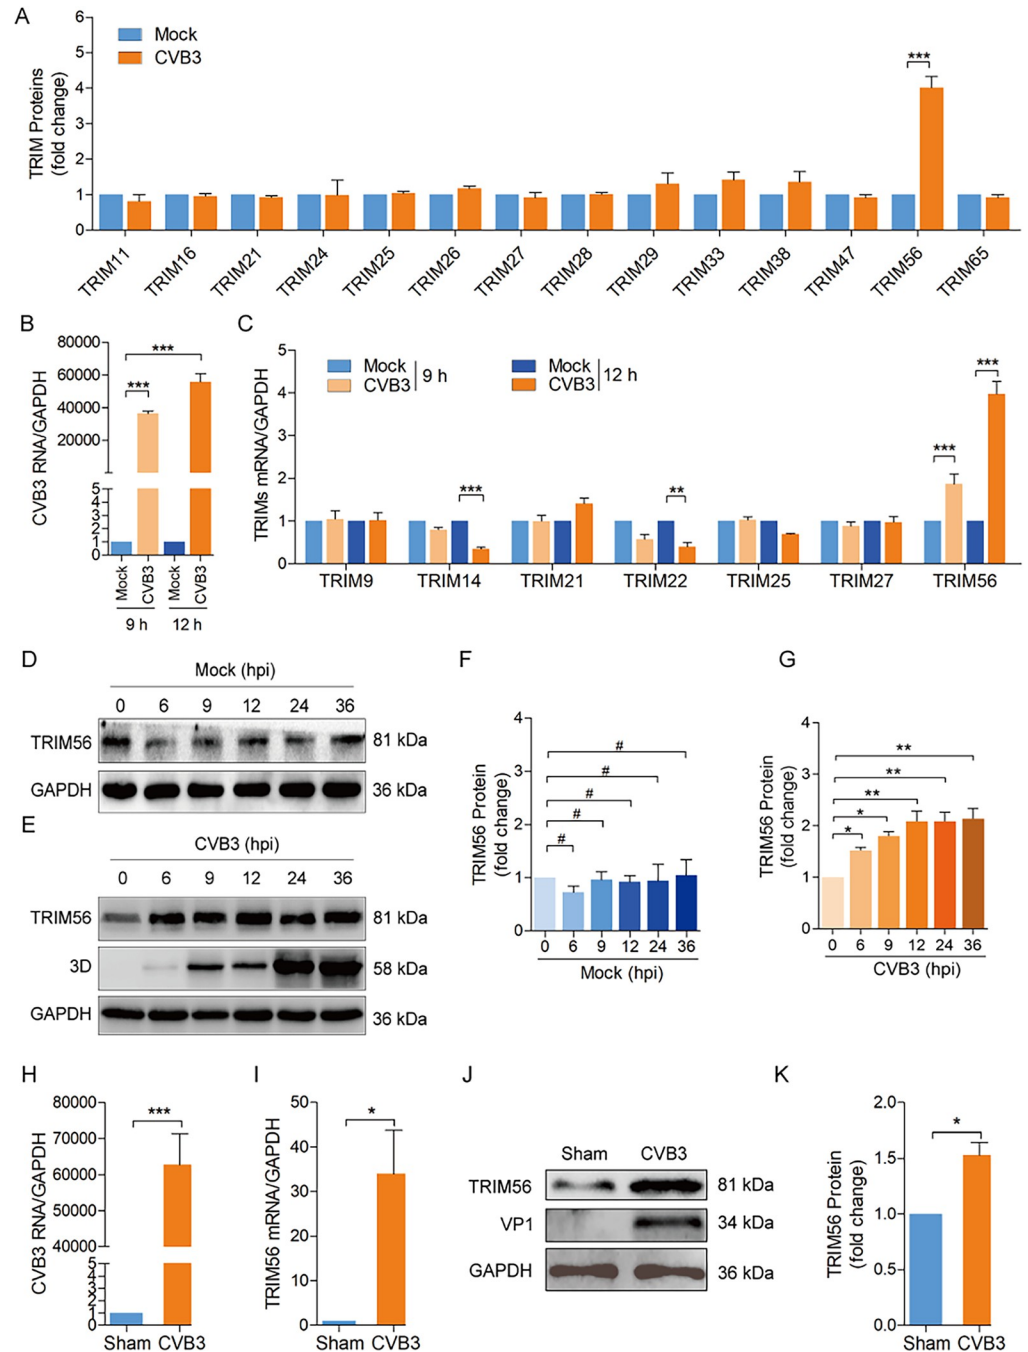 A
TRIM Proteins
(fold change)
6
5
4
3
2
1
0
Mock
CVB3
***
TRIM11
TRIM16
TRIM21
TRIM24
TRIM25
TRIM26
TRIM27
TRIM28
TRIM29
TRIM33
TRIM38
TRIM47
TRIM56
TRIM65
B
CVB3 RNA/GAPDH
80000
60000
40000
20000
5
4
3
2
1
0
***
***
Mock
CVB3
Mock
CVB3
9 h
12 h
C
TRIMs mRNA/GAPDH
5
4
3
2
1
0
Mock
CVB3
9 h
Mock
CVB3
12 h
***
**
***
***
TRIM9
TRIM14
TRIM21
TRIM22
TRIM25
TRIM27
TRIM56
D
Mock (hpi)
0 6 9 12 24 36
TRIM56 81 kDa
GAPDH 36 kDa
E
CVB3 (hpi)
0 6 9 12 24 36
TRIM56 81 kDa
3D 58 kDa
GAPDH 36 kDa
F
TRIM56 Protein
(fold change)
4
3
2
1
0
#
#
#
#
#
0 6 9 12 24 36
Mock (hpi)
G
TRIM56 Protein
(fold change)
4
3
2
1
0
**
**
**
*
*
0 6 9 12 24 36
CVB3 (hpi)
H
CVB3 RNA/GAPDH
80000
70000
60000
50000
40000
5
4
3
2
1
0
***
Sham CVB3
I
TRIM56 mRNA/GAPDH
50
40
30
20
10
0
*
Sham CVB3
J
Sham CVB3
TRIM56 81 kDa
VP1 34 kDa
GAPDH 36 kDa
K
TRIM56 Protein
(fold change)
2.0
1.5
1.0
0.5
0.0
*
Sham CVB3